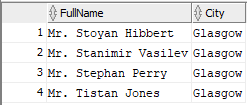 FullName City
1 Mr. Stoyan Hibbert Glasgow
2 Mr. Stanimir Vasilev Glasgow
3 Mr. Stephan Perry Glasgow
4 Mr. Tistan Jones Glasgow